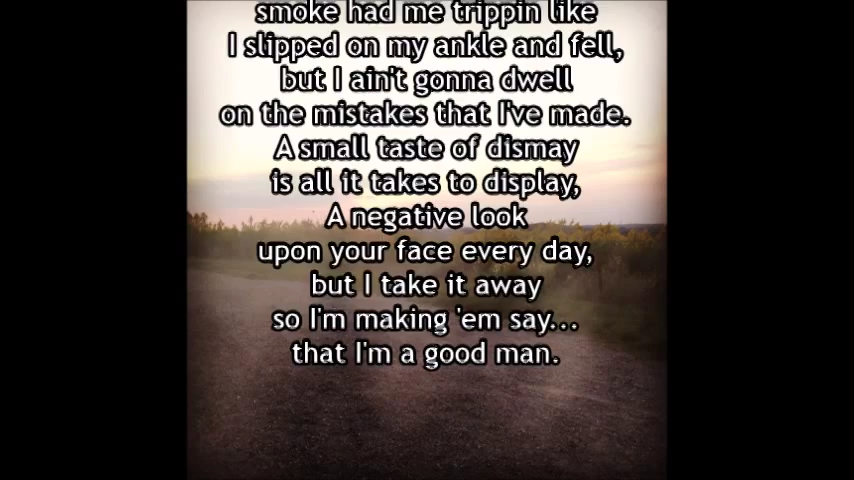 smoke had me trippin like
I slipped on my ankle and fell,
but I ain't gonna dwell
on the mistakes that I've made.
A small taste of dismay
is all it takes to display,
A negative look
upon your face every day,
but I take it away
so I'm making 'em say...
that I'm a good man.